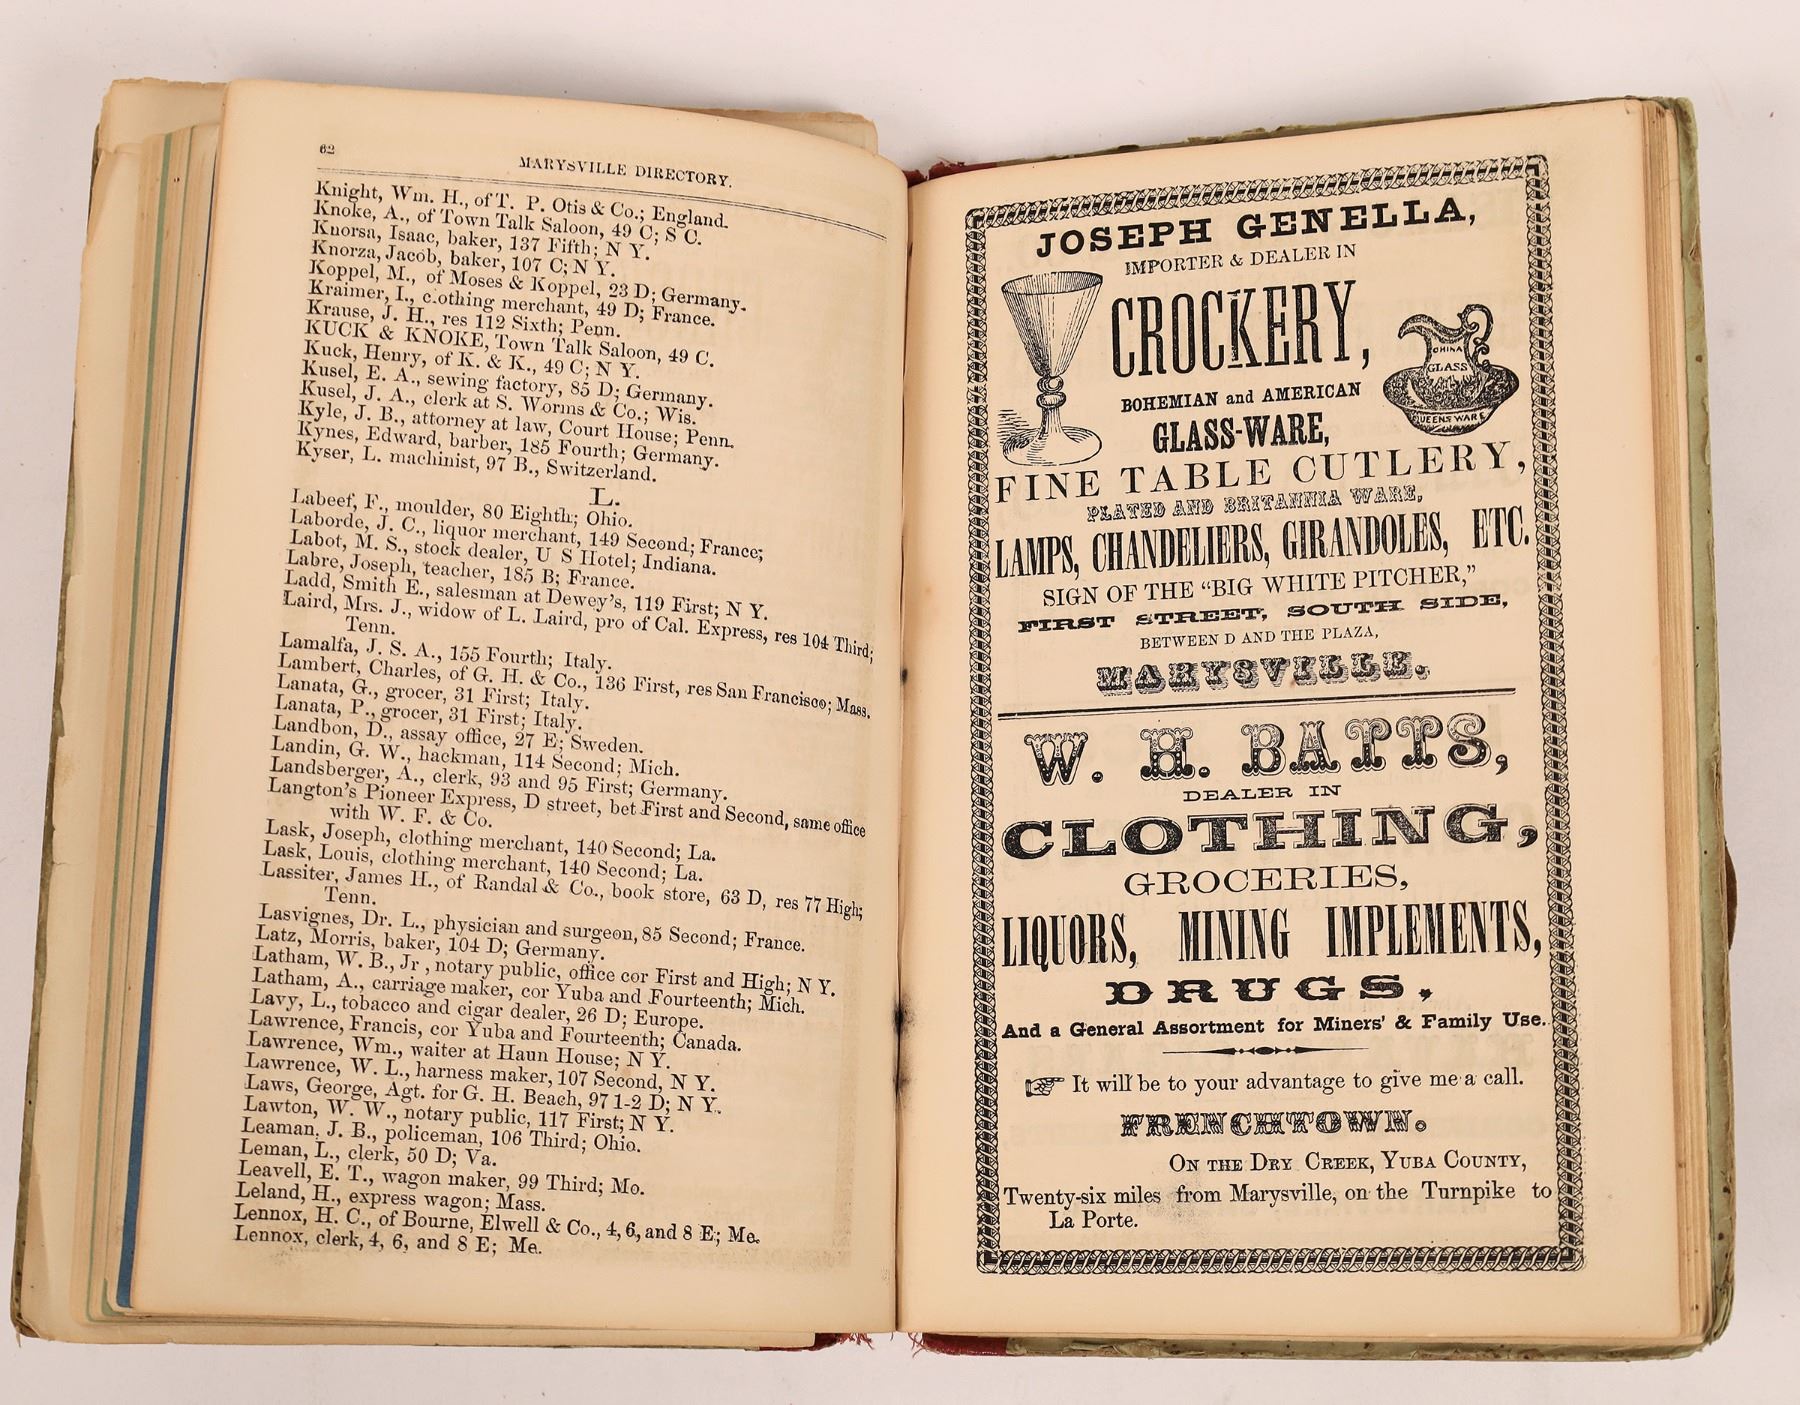 62
MARYSVILLE DIRECTORY.
Knight, Wm. H., of T. P. Otis & Co.; England.
Knoke, A., of Town Talk Saloon, 49 C; S C.
Knorsa, Isaac, baker, 137 Fifth; N Y.
Knorza, Jacob, baker, 107 C; N Y.
Koppel, M., of Moses & Koppel, 23 D; Germany.
Kraimer, I., clothing merchant, 49 D; France.
Krause, J. H., res 112 Sixth; Penn.
KUCK & KNOKE, Town Talk Saloon, 49 C.
Kuck, Henry, of K. & K., 49 C; N Y.
Kusel, E. A., sewing factory, 85 D; Germany.
Kusel, J. A., clerk at S. Worms & Co.; Wis.
Kyle, J. B., attorney at law, Court House; Penn.
Kynes, Edward, barber, 185 Fourth; Germany.
Kyser, L. machinist, 97 B., Switzerland.
L.
Labeef, F., moulder, 80 Eighth; Ohio.
Laborde, J. C., liquor merchant, 149 Second; France;
Labot, M. S., stock dealer, U S Hotel; Indiana.
Labre, Joseph, teacher, 185 B; France.
Ladd, Smith E., salesman at Dewey's, 119 First; N Y.
Laird, Mrs. J., widow of L. Laird, pro of Cal. Express, res 104 Third;
Tenn.
Lamalfa, J. S. A., 155 Fourth; Italy.
Lambert, Charles, of G. H. & Co., 136 First, res San Francisco; Mass.
Lanata, G., grocer, 31 First; Italy.
Lanata, P., grocer, 31 First; Italy.
Landbon, D., assay office, 27 E; Sweden.
Landin, G. W., hackman, 114 Second; Mich.
Landsberger, A., clerk, 93 and 95 First; Germany.
Langton's Pioneer Express, D street, bet First and Second, same office
with W. F. & Co.
Lask, Joseph, clothing merchant, 140 Second; La.
Lask, Louis, clothing merchant, 140 Second; La.
Lassiter, James H., of Randal & Co., book store, 63 D, res 77 High;
Tenn.
Lasvignes, Dr. L., physician and surgeon, 85 Second; France.
Latz, Morris, baker, 104 D; Germany.
Latham, W. B., Jr , notary public, office cor First and High; N Y.
Latham, A., carriage maker, cor Yuba and Fourteenth; Mich.
Lavy, L., tobacco and cigar dealer, 26 D; Europe.
Lawrence, Francis, cor Yuba and Fourteenth; Canada.
Lawrence, Wm., waiter at Haun House; N Y.
Lawrence, W. L., harness maker, 107 Second, N Y.
Laws, George, Agt. for G. H. Beach, 97 1-2 D; N Y.
Lawton, W. W., notary public, 117 First; N Y.
Leaman, J. B., policeman, 106 Third; Ohio.
Leman, L., clerk, 50 D; Va.
Leavell, E. T., wagon maker, 99 Third; Mo.
Leland, H., express wagon; Mass.
Lennox, H. C., of Bourne, Elwell & Co., 4, 6, and 8 E; Me.
Lennox, clerk, 4, 6, and 8 E; Me.
JOSEPH GENELLA,
IMPORTER & DEALER IN
CROCKERY,
CHINA
GLASS
QUEENSWARE
BOHEMIAN and AMERICAN
GLASS-WARE,
FINE TABLE CUTLERY,
PLATED AND BRITANNIA WARE,
LAMPS, CHANDELIERS, GIRANDOLES, ETC.
SIGN OF THE "BIG WHITE PITCHER,"
FIRST STREET, SOUTH SIDE,
BETWEEN D AND THE PLAZA,
MARYSVILLE.
W. H. BATTS,
DEALER IN
CLOTHING,
GROCERIES,
LIQUORS, MINING IMPLEMENTS,
DRUGS,
And a General Assortment for Miners' & Family Use.
☞ It will be to your advantage to give me a call.
FRENCHTOWN.
ON THE DRY CREEK, YUBA COUNTY,
Twenty-six miles from Marysville, on the Turnpike to
La Porte.